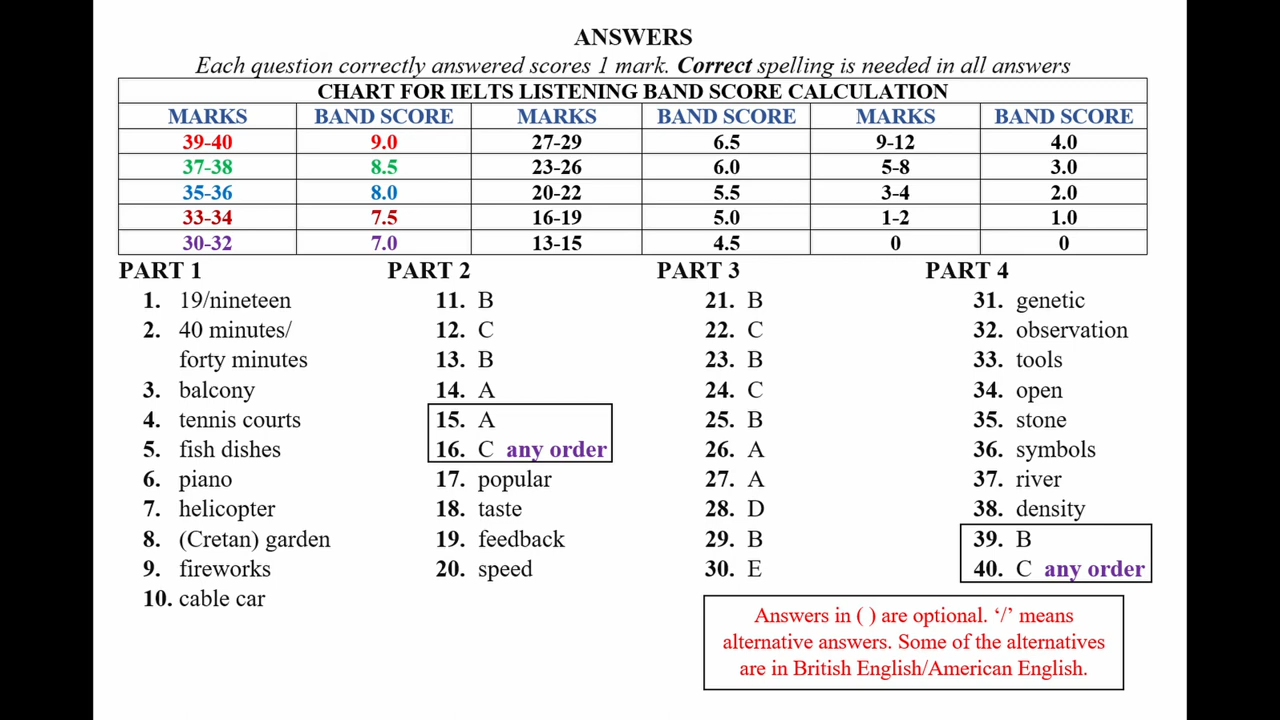 ANSWERS
Each question correctly answered scores 1 mark. Correct spelling is needed in all answers
CHART FOR IELTS LISTENING BAND SCORE CALCULATION
MARKS BAND SCORE MARKS BAND SCORE MARKS BAND SCORE
39-40 9.0 27-29 6.5 9-12 4.0
37-38 8.5 23-26 6.0 5-8 3.0
35-36 8.0 20-22 5.5 3-4 2.0
33-34 7.5 16-19 5.0 1-2 1.0
30-32 7.0 13-15 4.5 0 0
PART 1
1. 19/nineteen
2. 40 minutes/
forty minutes
3. balcony
4. tennis courts
5. fish dishes
6. piano
7. helicopter
8. (Cretan) garden
9. fireworks
10. cable car
PART 2
11. B
12. C
13. B
14. A
15. A
16. C any order
17. popular
18. taste
19. feedback
20. speed
PART 3
21. B
22. C
23. B
24. C
25. B
26. A
27. A
28. D
29. B
30. E
PART 4
31. genetic
32. observation
33. tools
34. open
35. stone
36. symbols
37. river
38. density
39. B
40. C any order
Answers in ( ) are optional. ‘/’ means
alternative answers. Some of the alternatives
are in British English/American English.